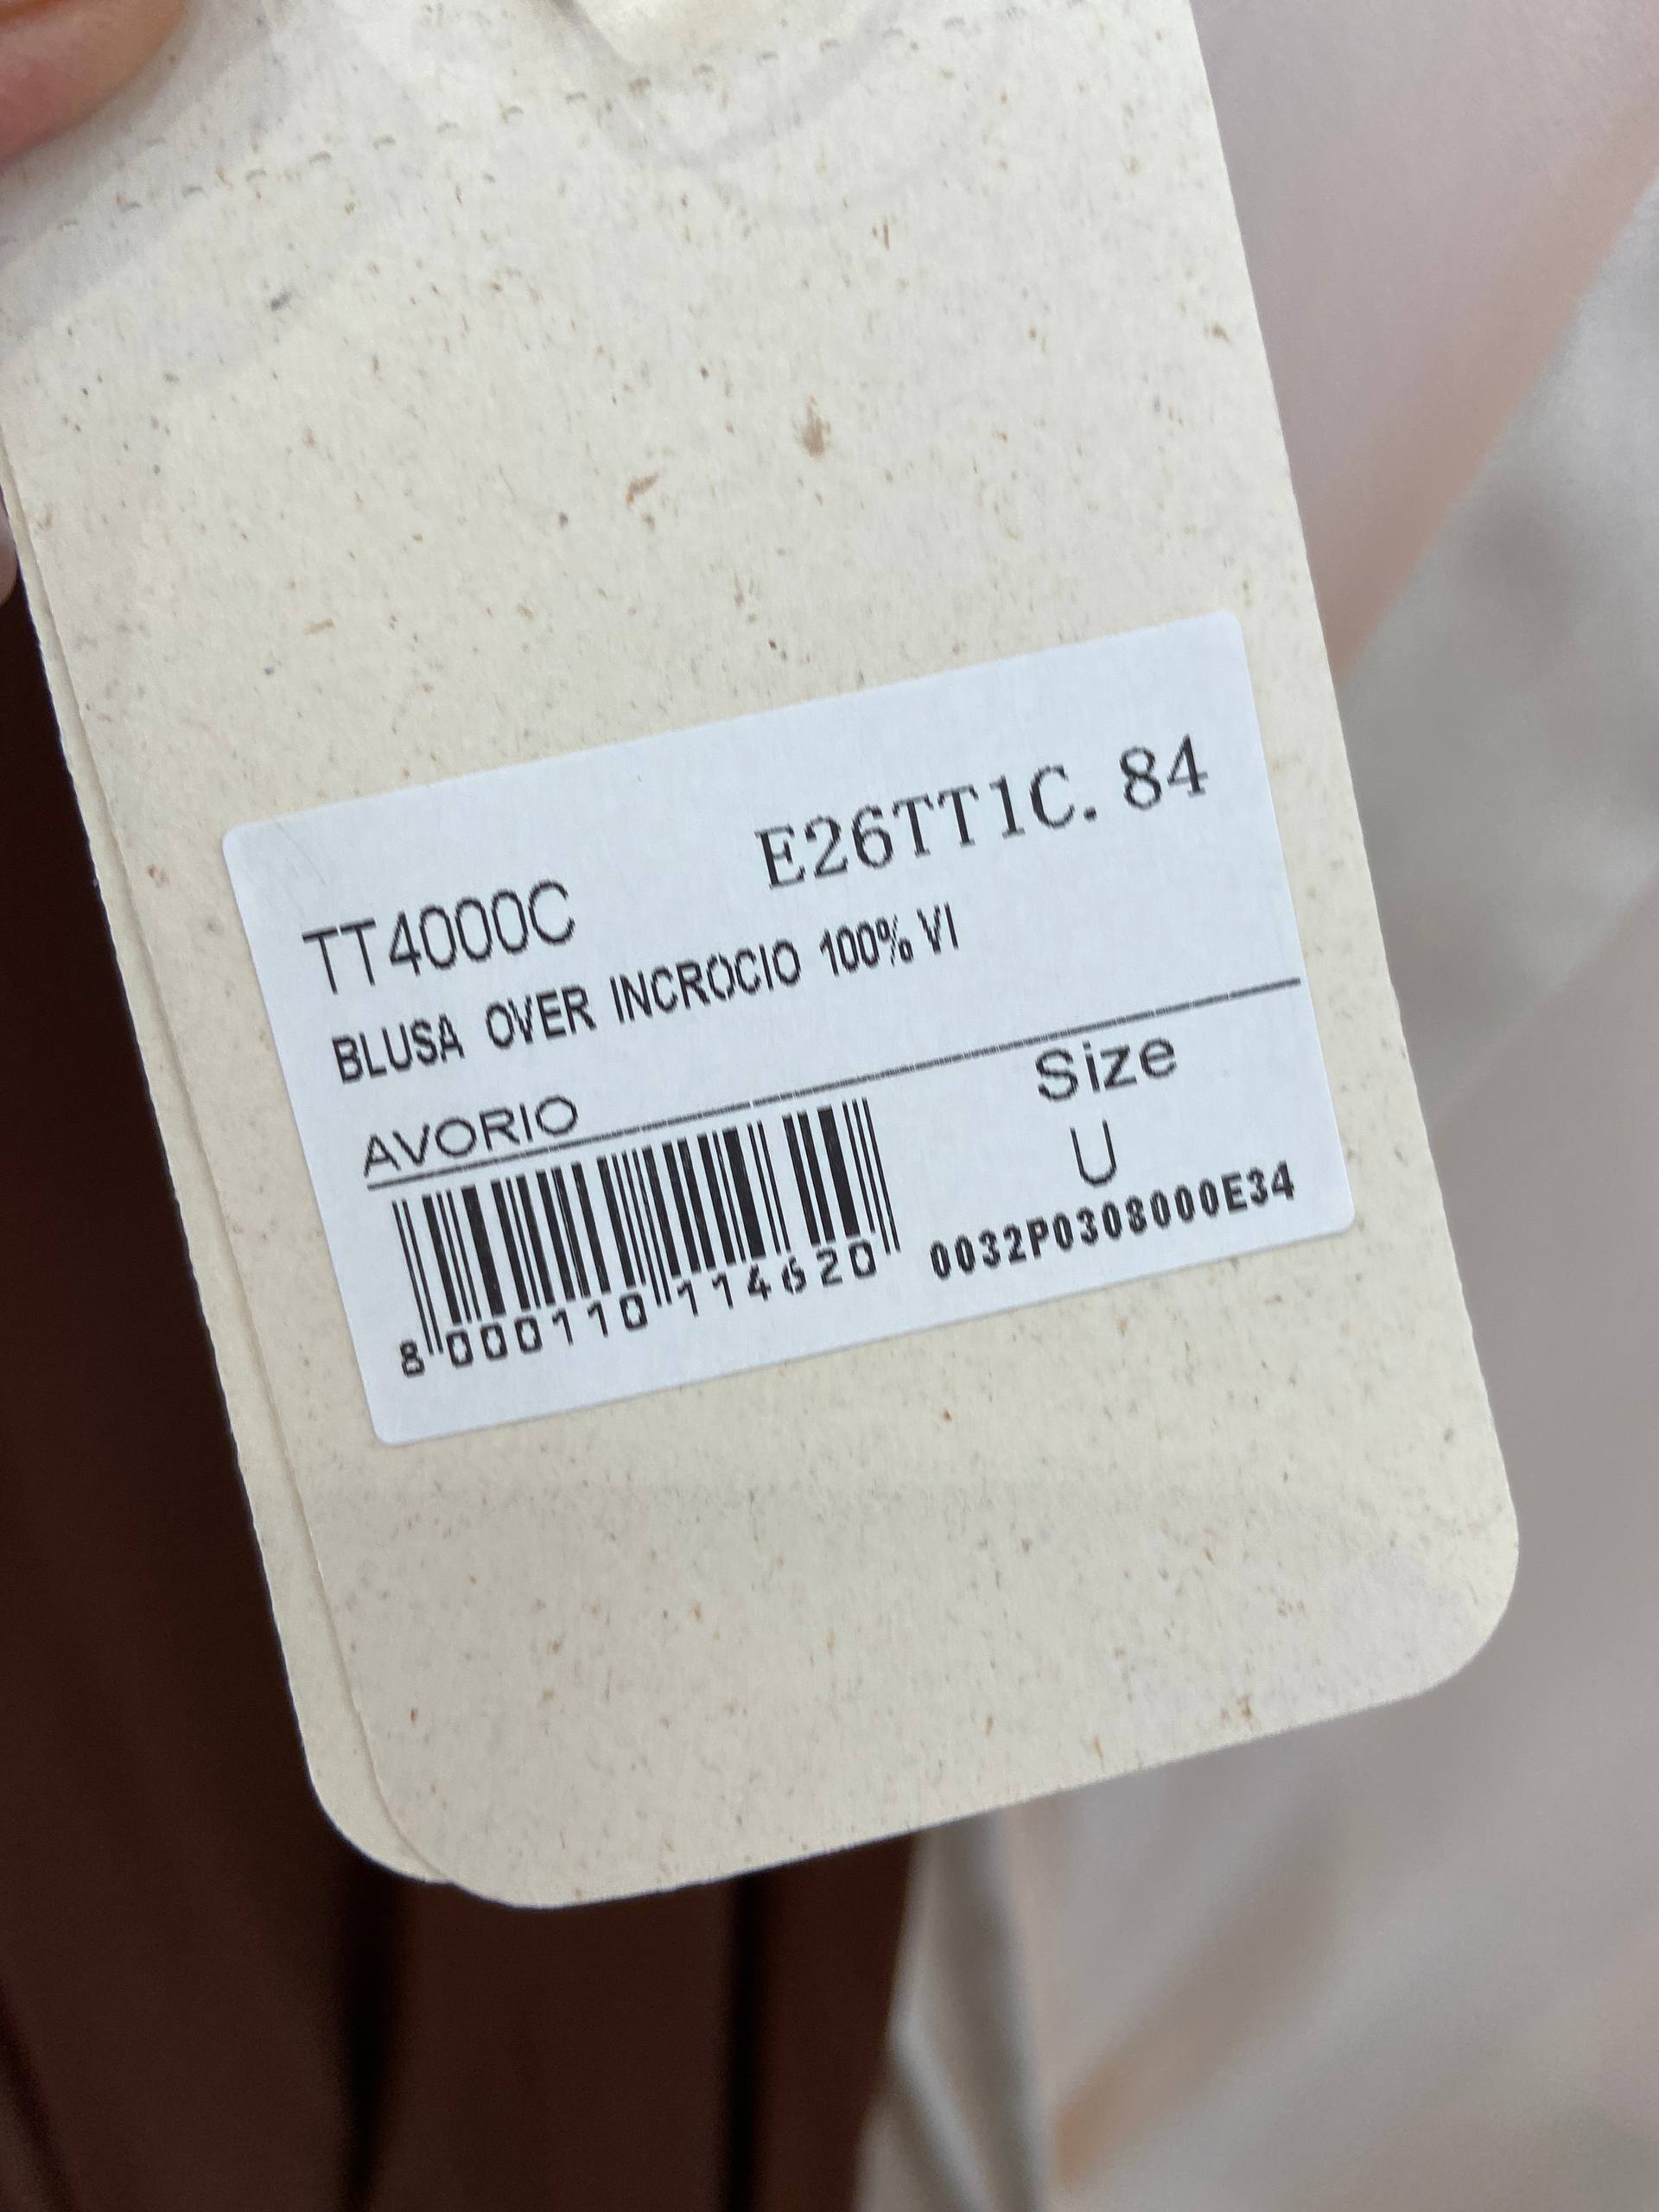 E26TT1C. 84
TT4000C
BLUSA OVER INCROCIO 100% VI
AVORIO
Size
U
8 000110 114620
0032P0308000E34